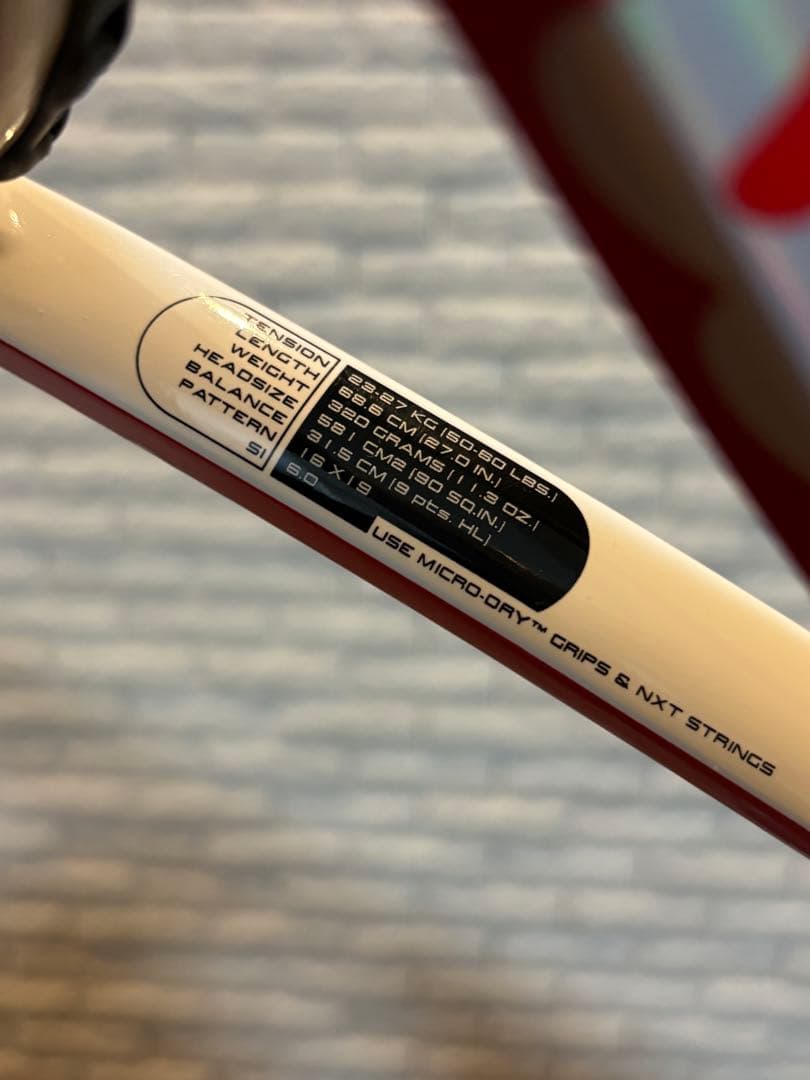 TENSION 23-27 KG (50-60 LBS.)
LENGTH 68.6 CM (27.0 IN.)
WEIGHT 320 GRAMS (11.3 OZ.)
HEADSIZE 581 CM2 (90 SQ.IN.)
BALANCE 31.5 CM (9 pts. HL)
PATTERN 16 X 19
SI 6.0
USE MICRO-DRY™ GRIPS & NXT STRINGS